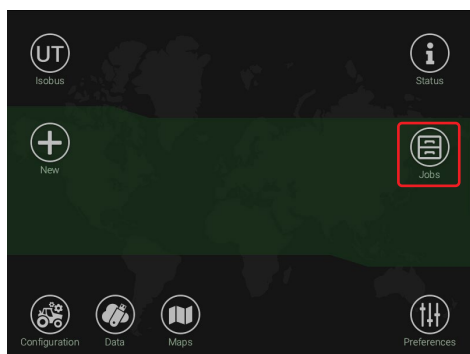 UT
Isobus
Status
New
Jobs
Configuration
Data
Maps
Preferences